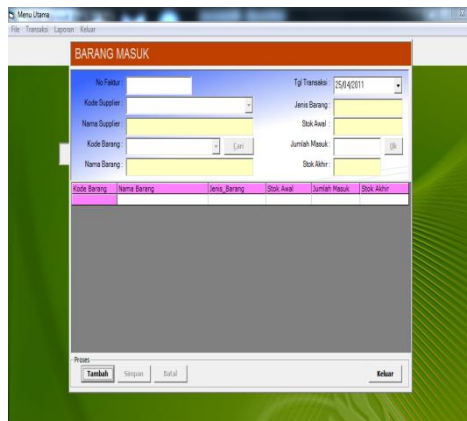 Menu Utama
File Transaksi Laporan Keluar
BARANG MASUK
No Faktur :
Tgl Transaksi : 25/04/2011
Kode Supplier :
Jenis Barang :
Nama Supplier :
Stok Awal :
Kode Barang : Cari
Jumlah Masuk : Ok
Nama Barang :
Stok Akhir :
Kode Barang Nama Barang Jenis_Barang Stok Awal Jumlah Masuk Stok Akhir
Proses
Tambah Simpan Batal Keluar